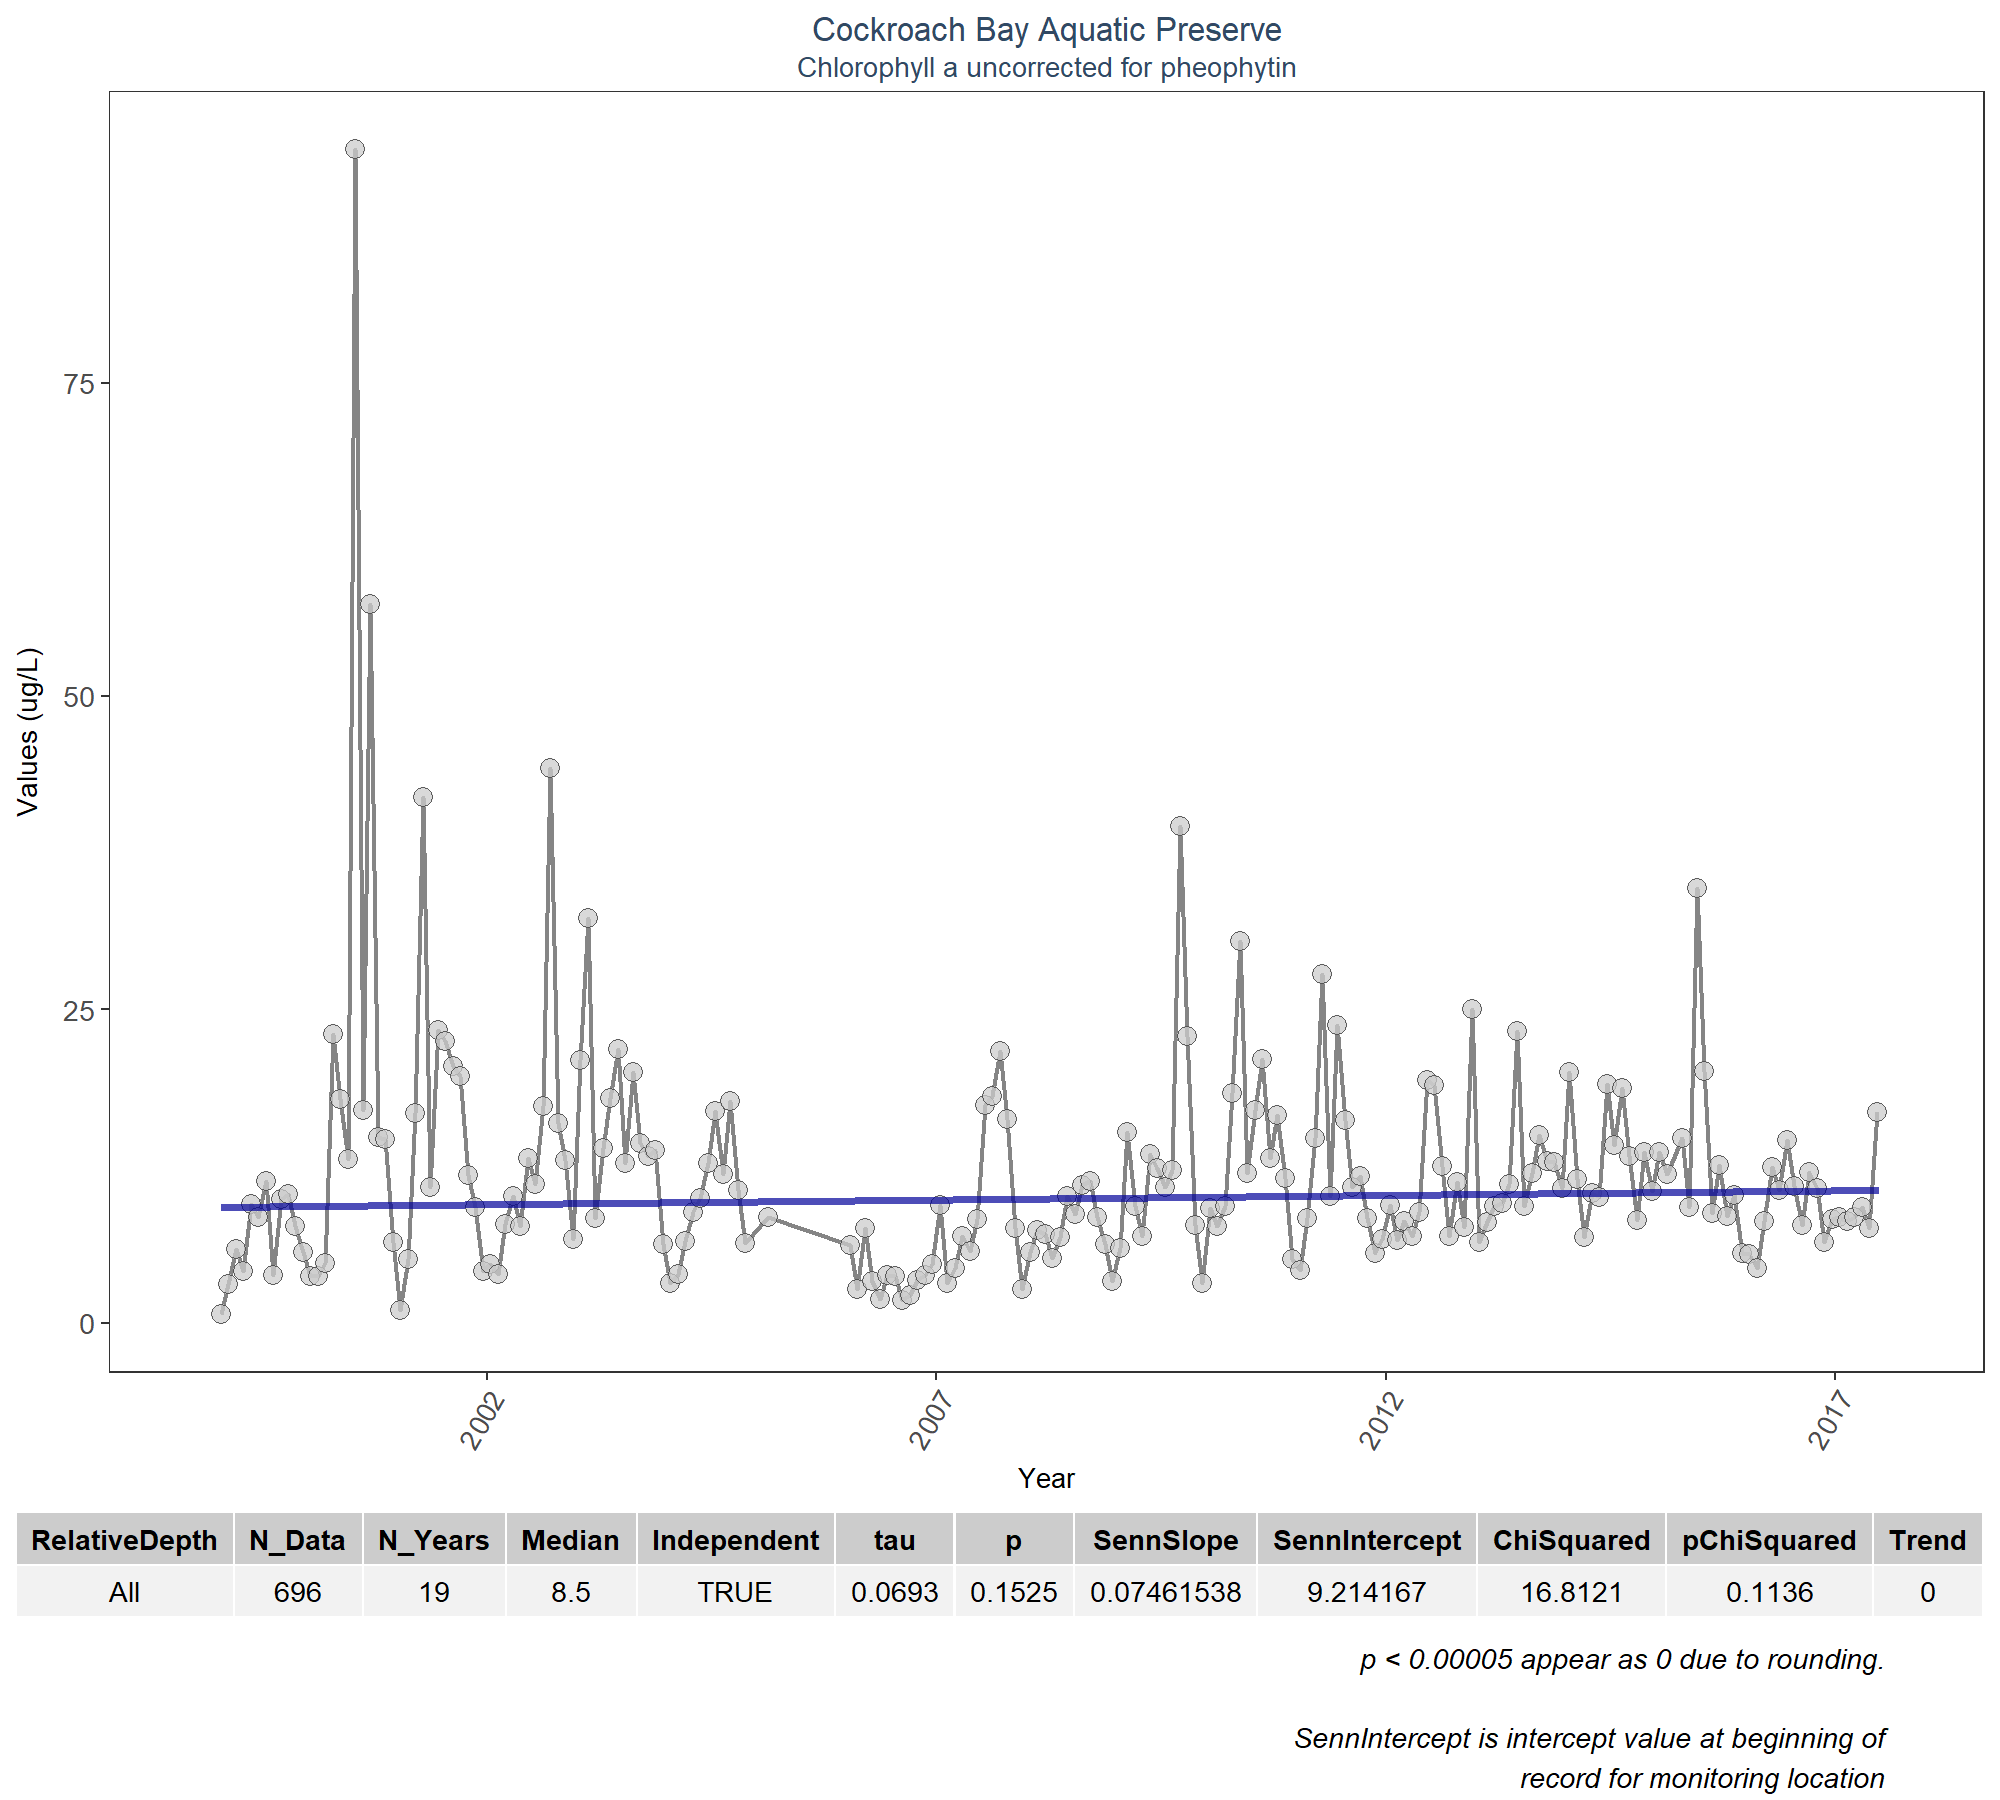 Cockroach Bay Aquatic Preserve
Chlorophyll a uncorrected for pheophytin
Values (ug/L)
75
50
25
0
2002 2007 2012 2017
Year
RelativeDepth N_Data N_Years Median Independent tau p SennSlope SennIntercept ChiSquared pChiSquared Trend
All 696 19 8.5 TRUE 0.0693 0.1525 0.07461538 9.214167 16.8121 0.1136 0
p < 0.00005 appear as 0 due to rounding.
SennIntercept is intercept value at beginning of
record for monitoring location